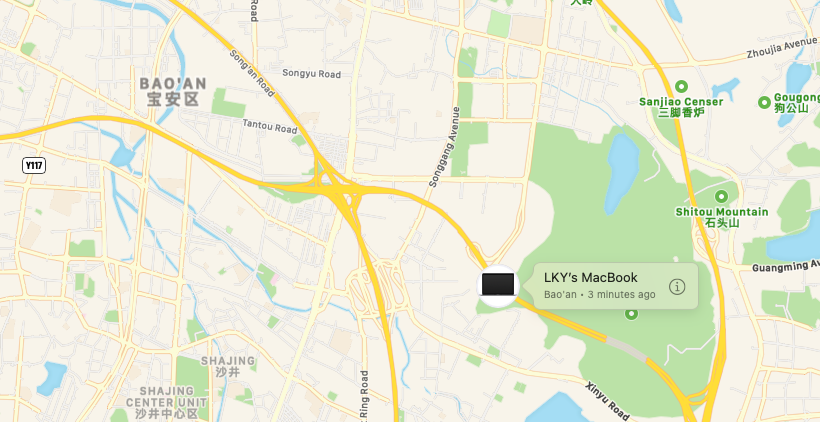 大岭
Road
Zhoujia Avenue
Song'an Road
Songyu Road
BAO'AN
宝安区
Sanjiao Censer
三脚香炉
Gougong
狗公山
Tantou Road
Songgang Avenue
Y117
Shitou Mountain
石头山
Guangming Av
LKY's MacBook
Bao'an • 3 minutes ago
SHAJING
沙井
SHAJING
CENTER UNIT
沙井中心区
Ring Road
Xinyu Road